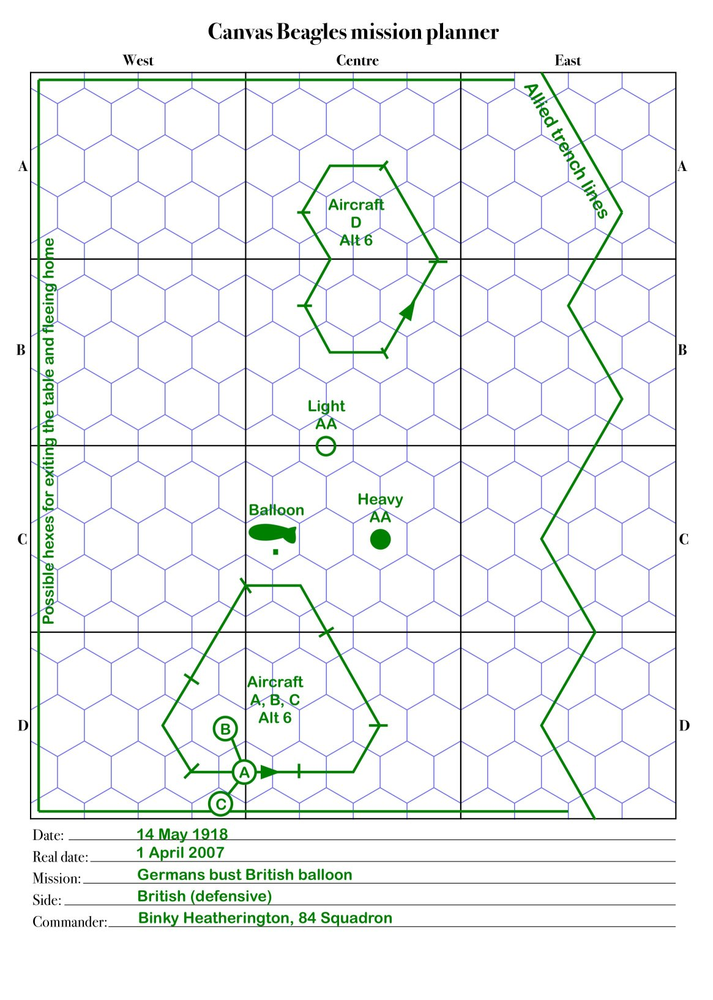 Canvas Beagles mission planner
West
Centre
East
Allied trench lines
A
A
Aircraft
D
Alt 6
Possible hexes for exiting the table and fleeing home
B
B
Light
AA
Heavy
AA
Balloon
C
C
Aircraft
A, B, C
Alt 6
D
D
B
A
C
Date: 14 May 1918
Real date: 1 April 2007
Mission: Germans bust British balloon
Side: British (defensive)
Commander: Binky Heatherington, 84 Squadron